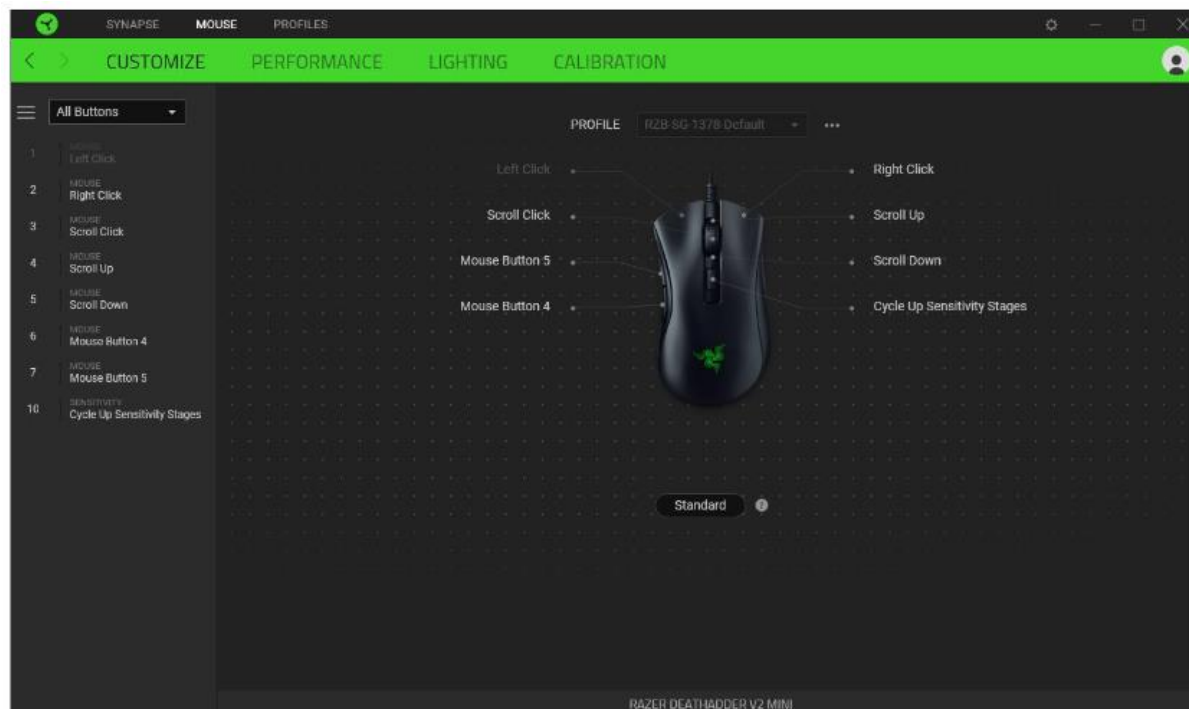 SYNAPSE MOUSE PROFILES
CUSTOMIZE PERFORMANCE LIGHTING CALIBRATION
All Buttons
PROFILE RZB-SG-1378-Default
1 MOUSE
Left Click
2 MOUSE
Right Click
3 MOUSE
Scroll Click
4 MOUSE
Scroll Up
5 MOUSE
Scroll Down
6 MOUSE
Mouse Button 4
7 MOUSE
Mouse Button 5
10 SENSITIVITY
Cycle Up Sensitivity Stages
Left Click
Scroll Click
Mouse Button 5
Mouse Button 4
Right Click
Scroll Up
Scroll Down
Cycle Up Sensitivity Stages
Standard ?
RAZER DEATHADDER V2 MINI